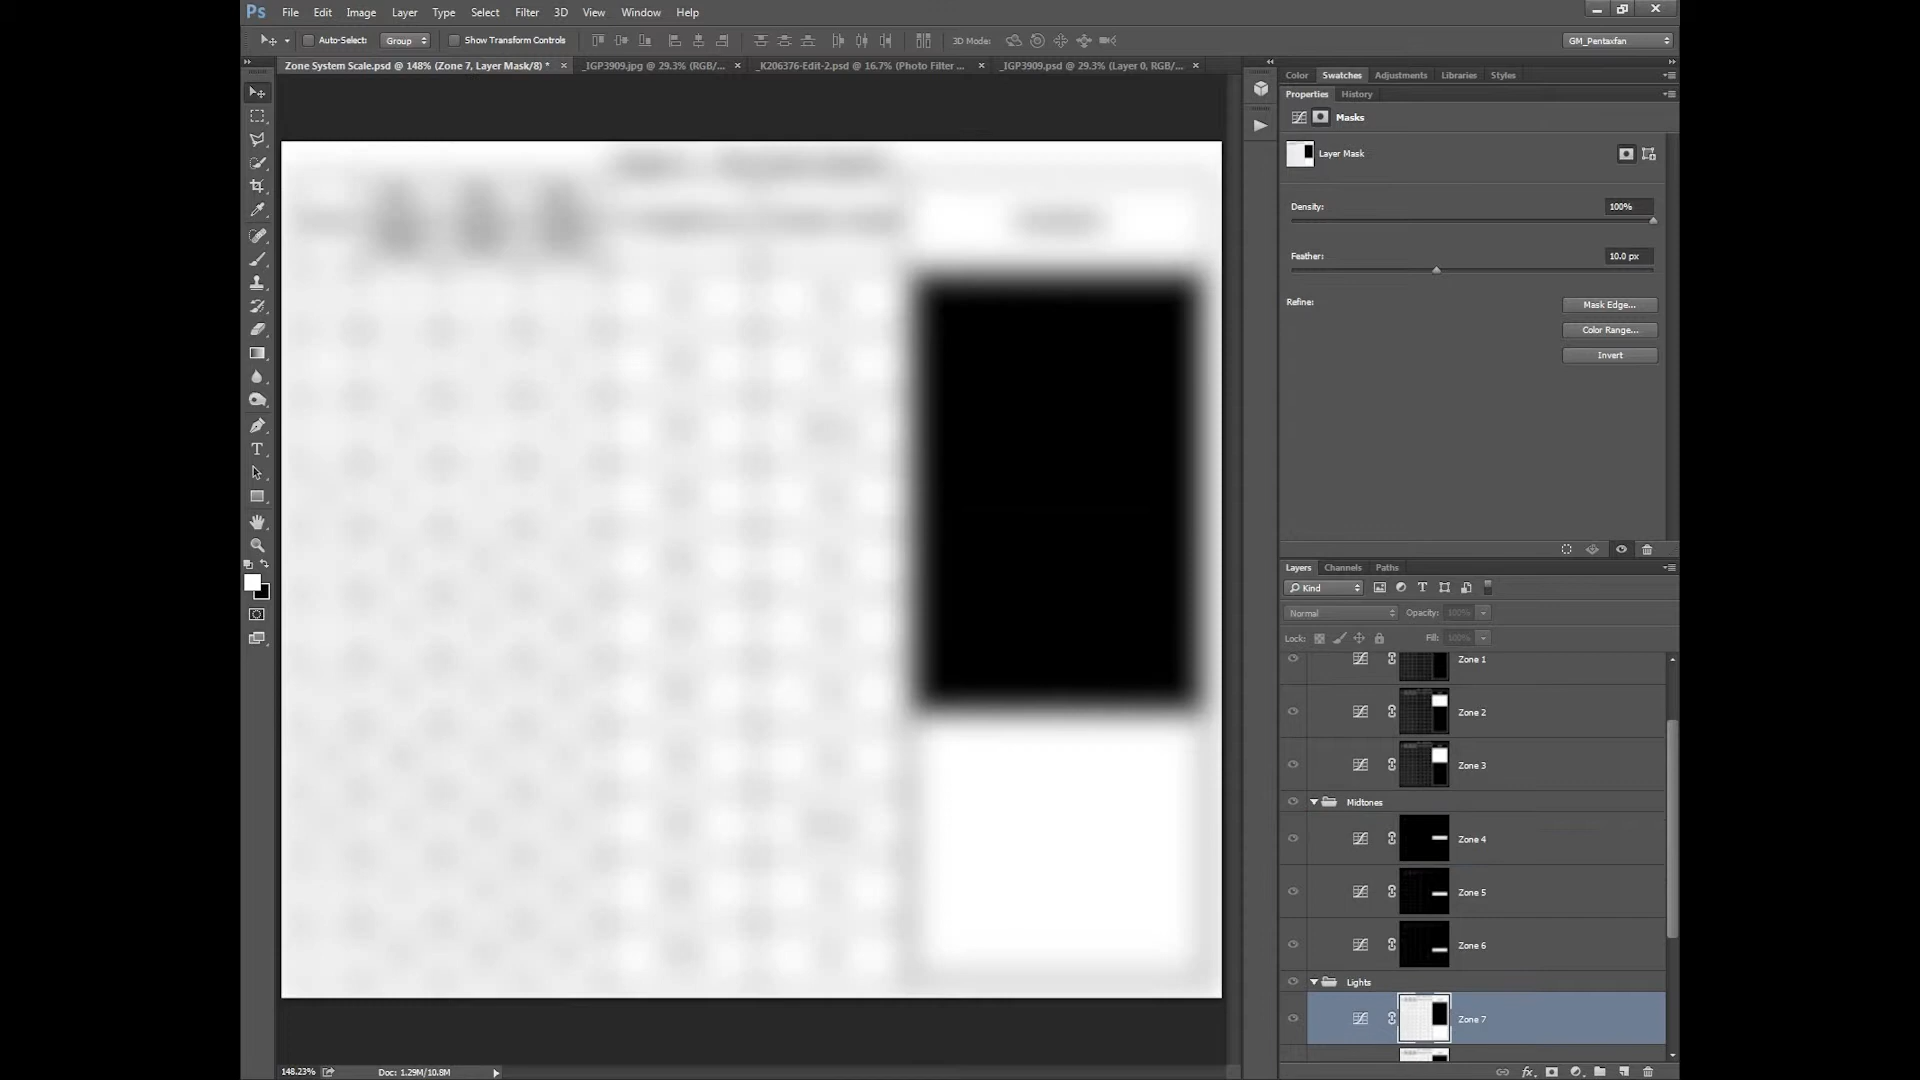 Ps File Edit Image Layer Type Select Filter 3D View Window Help
Auto-Select: Group Show Transform Controls 3D Mode: GM_Pentaxfan
Zone System Scale.psd @ 148% (Zone 7, Layer Mask/8) * × _IGP3909.jpg @ 29.3% (RGB/... × _K206376-Edit-2.psd @ 16.7% (Photo Filter ... × _IGP3909.psd @ 29.3% (Layer 0, RGB/... ×
Color Swatches Adjustments Libraries Styles
Properties History
Masks
Layer Mask
Density: 100%
Feather: 10.0 px
Refine: Mask Edge...
Color Range...
Invert
Layers Channels Paths
Kind
Normal Opacity: 100%
Lock: Fill: 100%
Zone 1
Zone 2
Zone 3
Midtones
Zone 4
Zone 5
Zone 6
Lights
Zone 7
148.23% Doc: 1.29M/10.8M